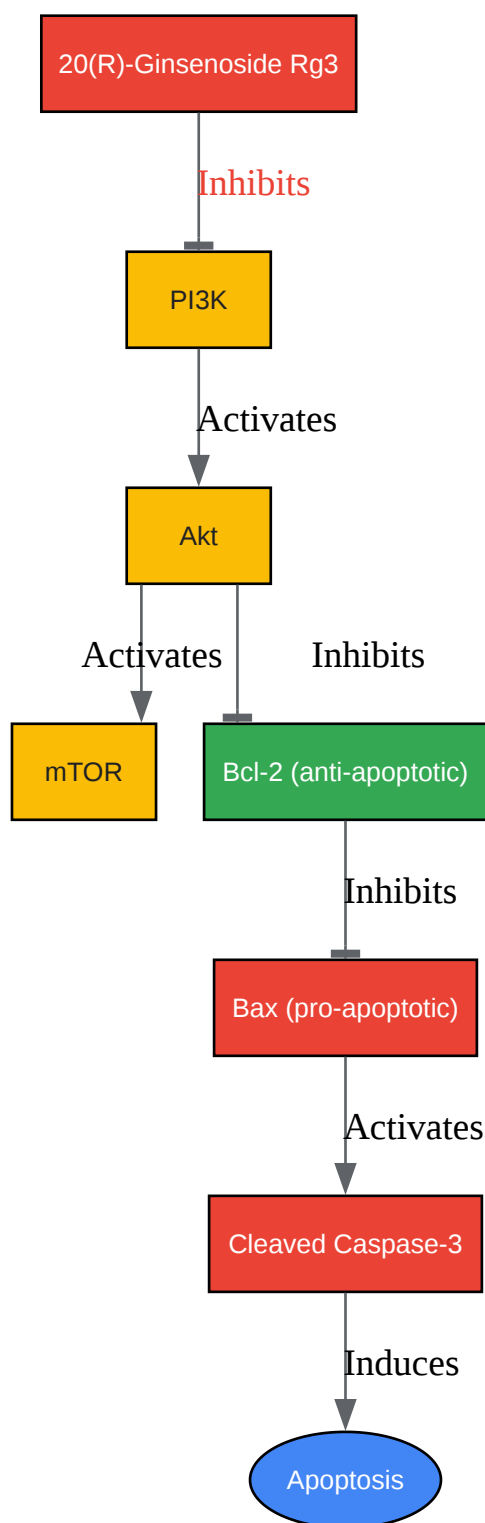 20(R)-Ginsenoside Rg3
Inhibits
PI3K
Activates
Akt
Activates
Inhibits
mTOR
Bcl-2 (anti-apoptotic)
Inhibits
Bax (pro-apoptotic)
Activates
Cleaved Caspase-3
Induces
Apoptosis